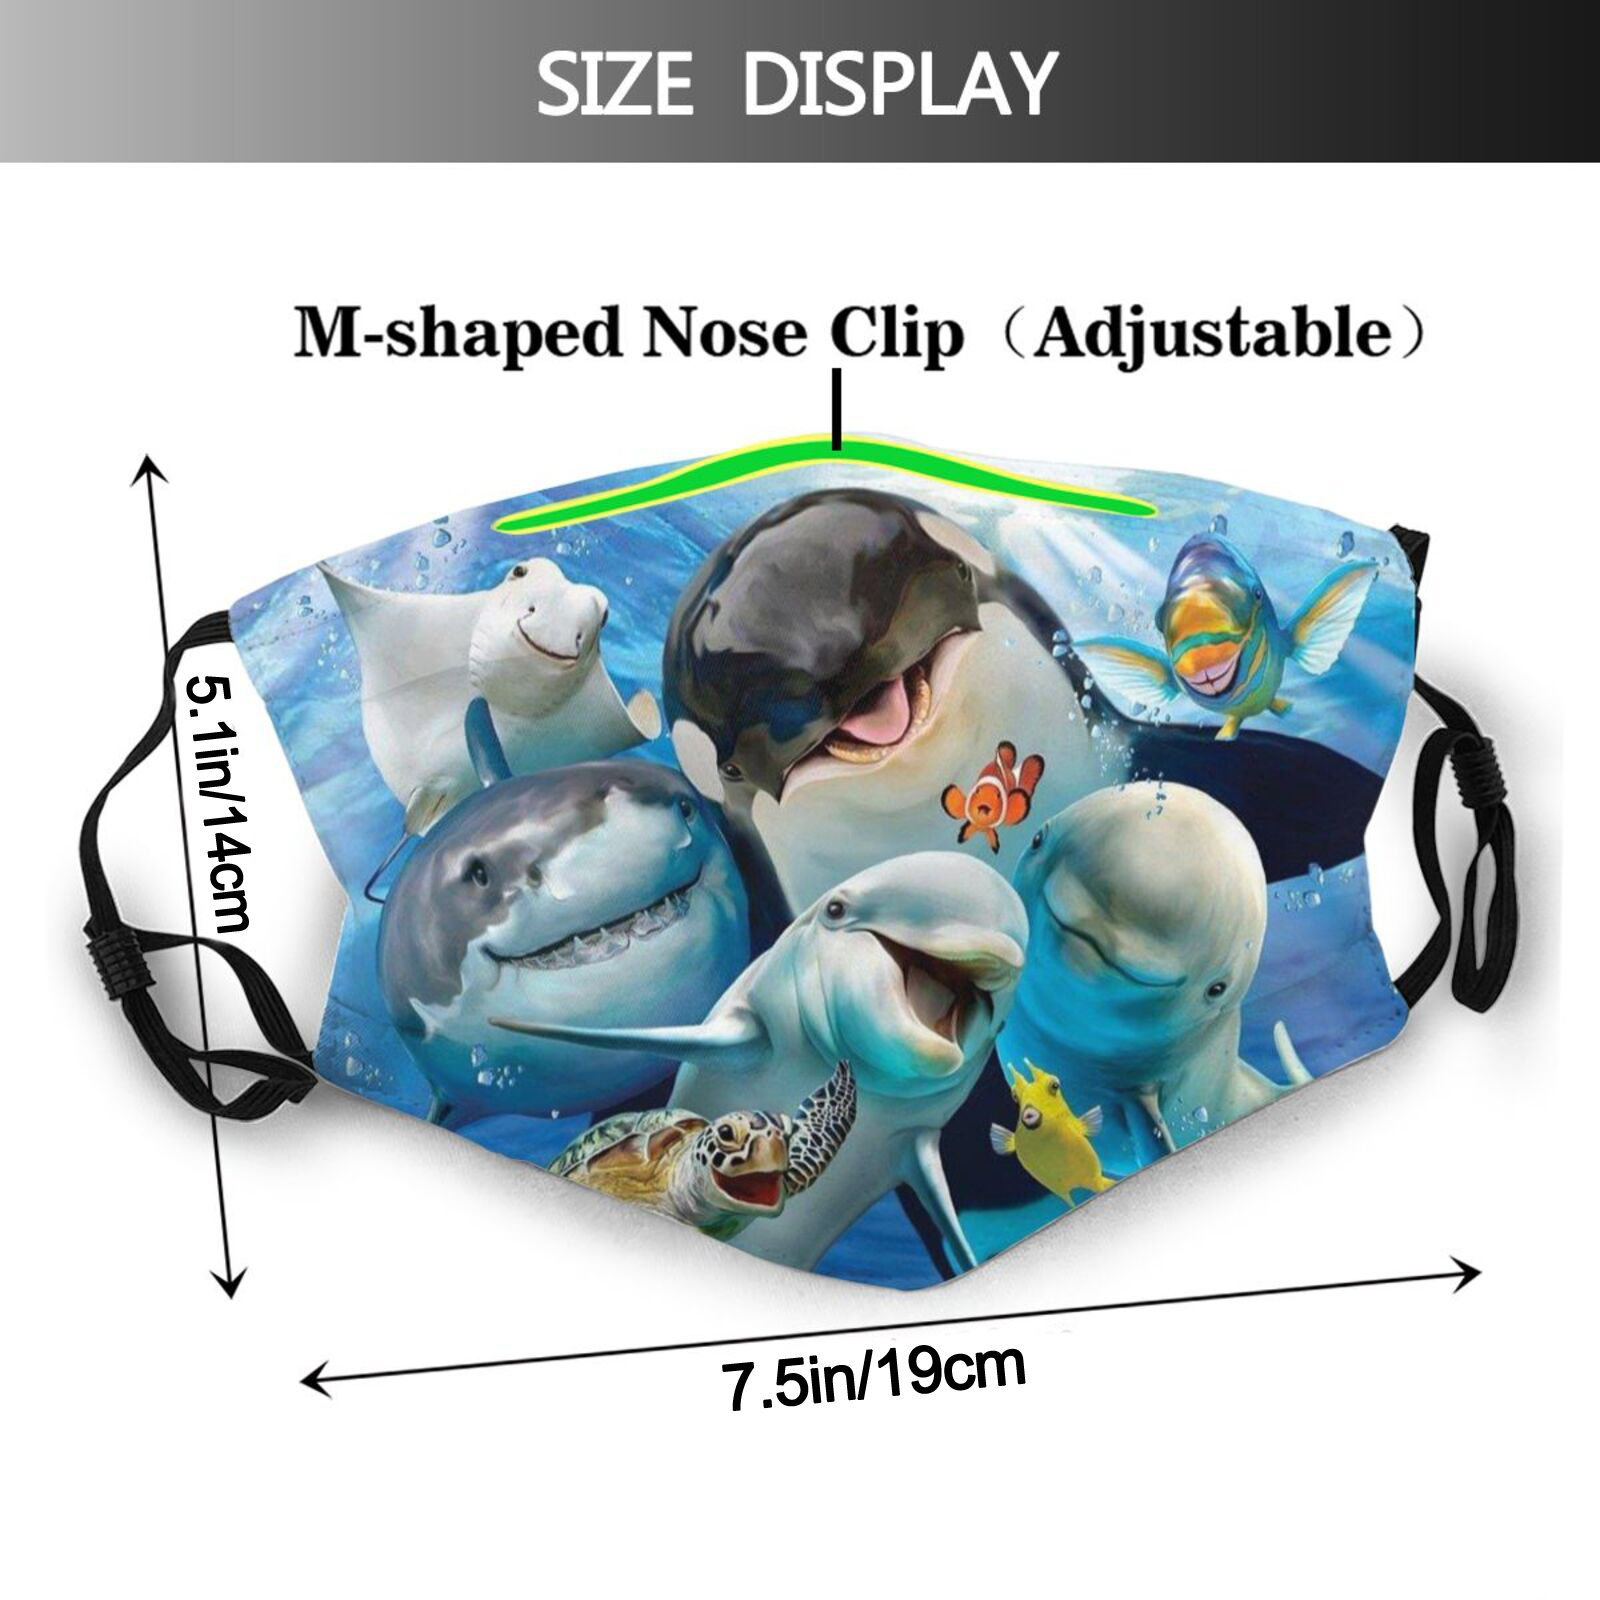 SIZE DISPLAY
M-shaped Nose Clip（Adjustable）
5.1in/14cm
7.5in/19cm